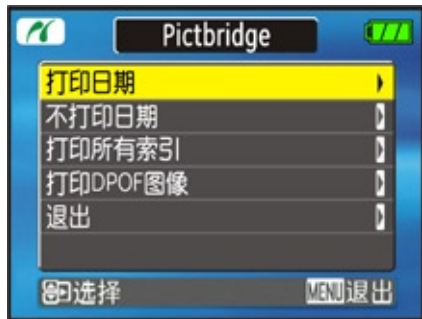 Pictbridge
打印日期
不打印日期
打印所有索引
打印DPOF图像
退出
选择 MENU退出